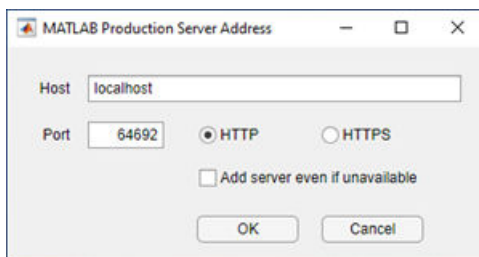 MATLAB Production Server Address
Host localhost
Port 64692 HTTP HTTPS
Add server even if unavailable
OK Cancel